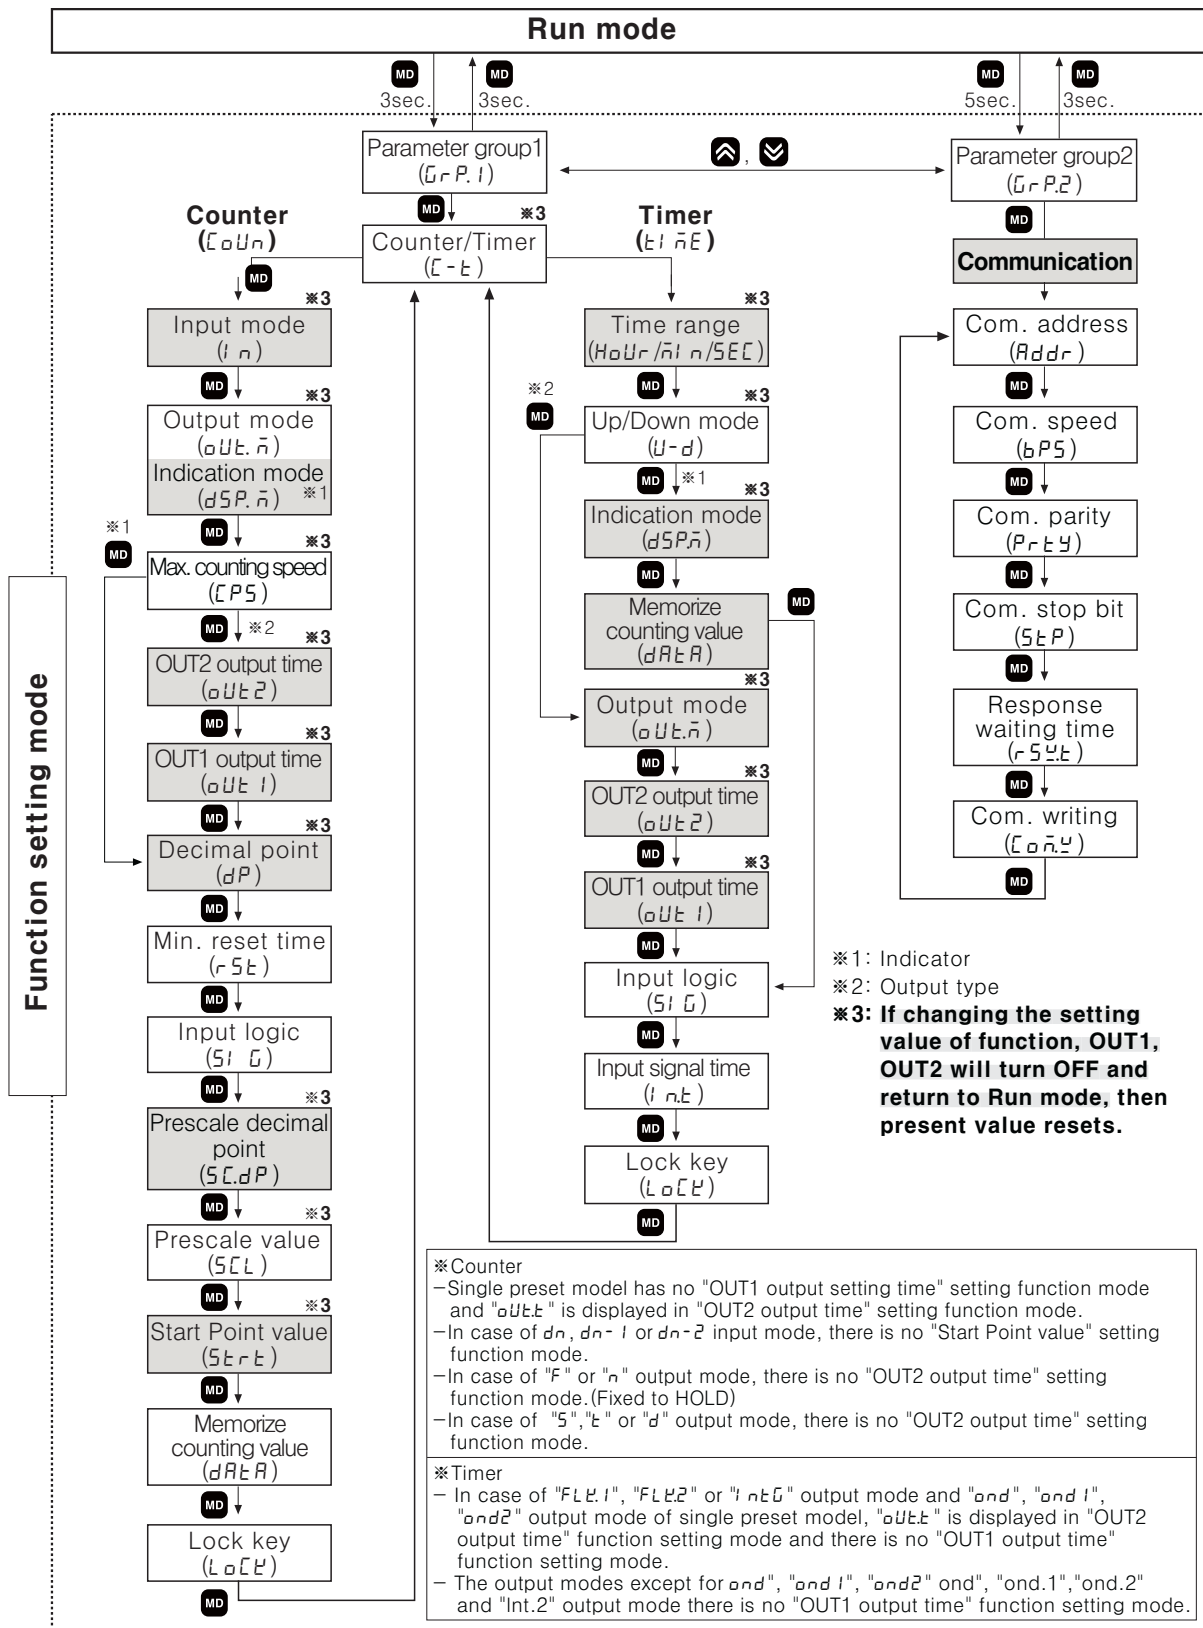 Run mode
MD MD MD MD
3sec. 3sec. 5sec. 3sec.
Parameter group1
(GrP.1)
, 
Parameter group2
(GrP.2)
MD ※3
MD
Counter
(CoUn)
Counter/Timer
(C-t)
Timer
(tImE)
Communication
MD
※3
Input mode
(In)
MD
※3
Output mode
(oUt.m)
Indication mode
(dSP.m) ※1
※1
MD
MD
※3
Max. counting speed
(CPS)
MD ※2
※3
OUT2 output time
(oUt2)
MD
※3
OUT1 output time
(oUt1)
MD
※3
Decimal point
(dP)
MD
Min. reset time
(rSt)
MD
Input logic
(SIG)
MD
※3
Prescale decimal
point
(SC.dP)
MD
※3
Prescale value
(SCL)
MD
※3
Start Point value
(Strt)
MD
Memorize
counting value
(dAtA)
MD
Lock key
(LoCK)
MD
※3
Time range
(HoUr/mIn/SEC)
MD
※3
※2
MD
Up/Down mode
(U-d)
MD ※1
※3
Indication mode
(dSP.m)
MD
Memorize
counting value
(dAtA)
MD
※3
Output mode
(oUt.m)
MD
※3
OUT2 output time
(oUt2)
MD
※3
OUT1 output time
(oUt1)
MD
Input logic
(SIG)
MD
Input signal time
(In.t)
MD
Lock key
(LoCK)
MD
Com. address
(Addr)
MD
Com. speed
(bPS)
MD
Com. parity
(PrtY)
MD
Com. stop bit
(StP)
MD
Response
waiting time
(rSW.t)
MD
Com. writing
(Com.W)
MD
Function setting mode
※1: Indicator
※2: Output type
※3: If changing the setting
value of function, OUT1,
OUT2 will turn OFF and
return to Run mode, then
present value resets.
※Counter
−Single preset model has no "OUT1 output setting time" setting function mode
and "oUt.t" is displayed in "OUT2 output time" setting function mode.
−In case of dn, dn-1 or dn-2 input mode, there is no "Start Point value" setting
function mode.
−In case of "F" or "n" output mode, there is no "OUT2 output time" setting
function mode.(Fixed to HOLD)
−In case of "S","t" or "d" output mode, there is no "OUT2 output time" setting
function mode.
※Timer
− In case of "FLK.1", "FLK.2" or "IntG" output mode and "ond", "ond1",
"ond2" output mode of single preset model, "oUt.t" is displayed in "OUT2
output time" function setting mode and there is no "OUT1 output time"
function setting mode.
− The output modes except for ond", "ond1", "ond2" ond", "ond.1","ond.2"
and "Int.2" output mode there is no "OUT1 output time" function setting mode.